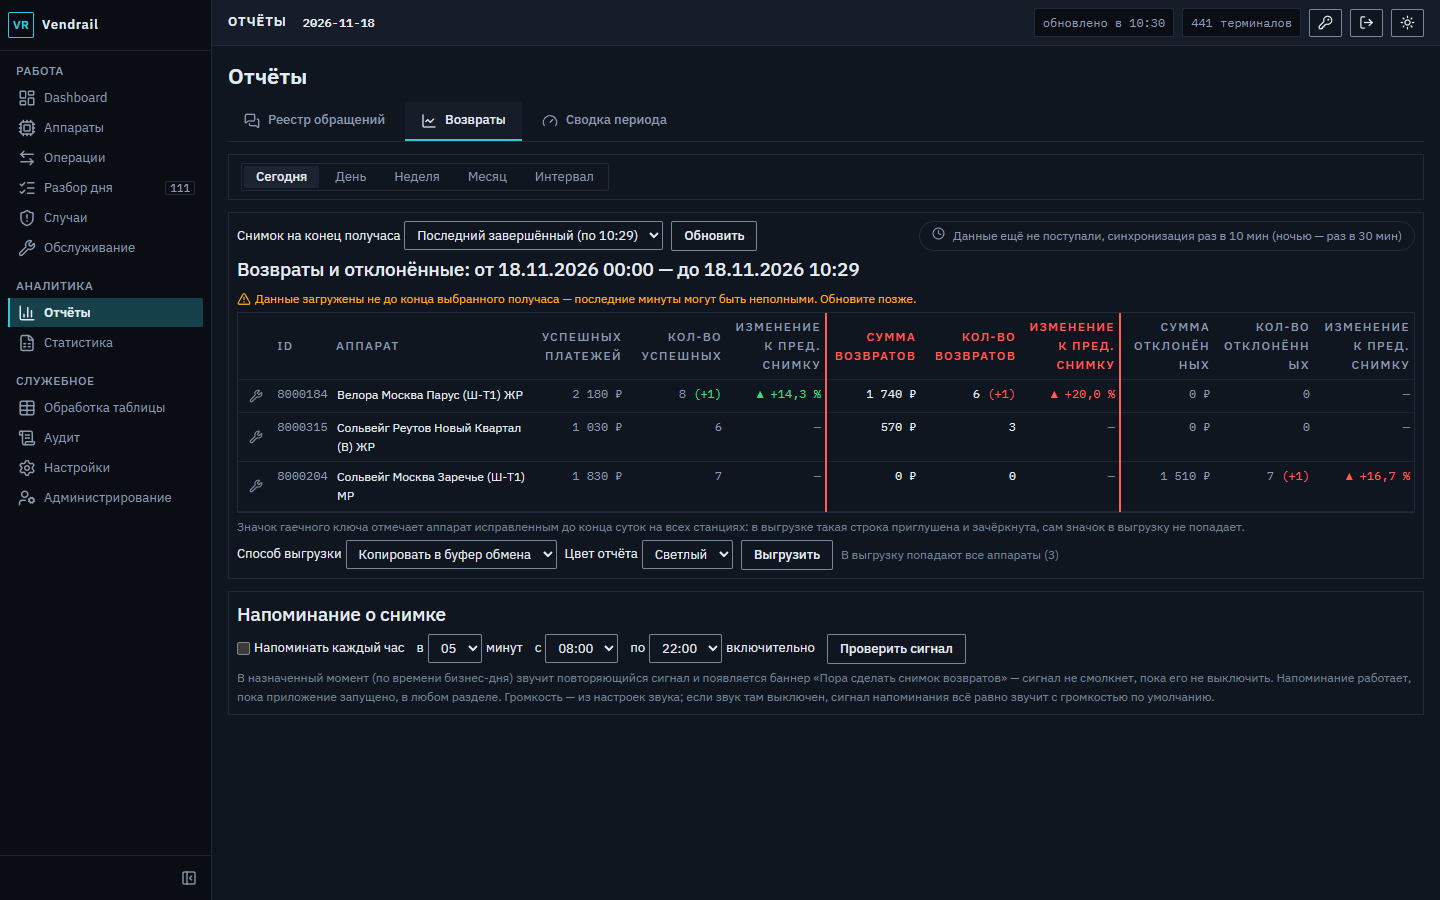 VR Vendrail
РАБОТА
Dashboard
Аппараты
Операции
Разбор дня 111
Случаи
Обслуживание
АНАЛИТИКА
Отчёты
Статистика
СЛУЖЕБНОЕ
Обработка таблицы
Аудит
Настройки
Администрирование
ОТЧЁТЫ 2026-11-18
обновлено в 10:30
441 терминалов
Отчёты
Реестр обращений Возвраты Сводка периода
Сегодня День Неделя Месяц Интервал
Снимок на конец получаса Последний завершённый (по 10:29) Обновить
Данные ещё не поступали, синхронизация раз в 10 мин (ночью — раз в 30 мин)
Возвраты и отклонённые: от 18.11.2026 00:00 — до 18.11.2026 10:29
Данные загружены не до конца выбранного получаса — последние минуты могут быть неполными. Обновите позже.
ID АППАРАТ УСПЕШНЫХ ПЛАТЕЖЕЙ КОЛ-ВО УСПЕШНЫХ ИЗМЕНЕНИЕ К ПРЕД. СНИМКУ СУММА ВОЗВРАТОВ КОЛ-ВО ВОЗВРАТОВ ИЗМЕНЕНИЕ К ПРЕД. СНИМКУ СУММА ОТКЛОНЁННЫХ КОЛ-ВО ОТКЛОНЁННЫХ ИЗМЕНЕНИЕ К ПРЕД. СНИМКУ
8000184 Велора Москва Парус (Ш-Т1) ЖР 2 180 ₽ 8 (+1) ▲ +14,3 % 1 740 ₽ 6 (+1) ▲ +20,0 % 0 ₽ 0 —
8000315 Сольвейг Реутов Новый Квартал (В) ЖР 1 030 ₽ 6 — 570 ₽ 3 — 0 ₽ 0 —
8000204 Сольвейг Москва Заречье (Ш-Т1) МР 1 830 ₽ 7 — 0 ₽ 0 — 1 510 ₽ 7 (+1) ▲ +16,7 %
Значок гаечного ключа отмечает аппарат исправленным до конца суток на всех станциях: в выгрузке такая строка приглушена и зачёркнута, сам значок в выгрузку не попадает.
Способ выгрузки Копировать в буфер обмена Цвет отчёта Светлый Выгрузить В выгрузку попадают все аппараты (3)
Напоминание о снимке
Напоминать каждый час в 05 минут с 08:00 по 22:00 включительно Проверить сигнал
В назначенный момент (по времени бизнес-дня) звучит повторяющийся сигнал и появляется баннер «Пора сделать снимок возвратов» — сигнал не смолкнет, пока его не выключить. Напоминание работает,
пока приложение запущено, в любом разделе. Громкость — из настроек звука; если звук там выключен, сигнал напоминания всё равно звучит с громкостью по умолчанию.